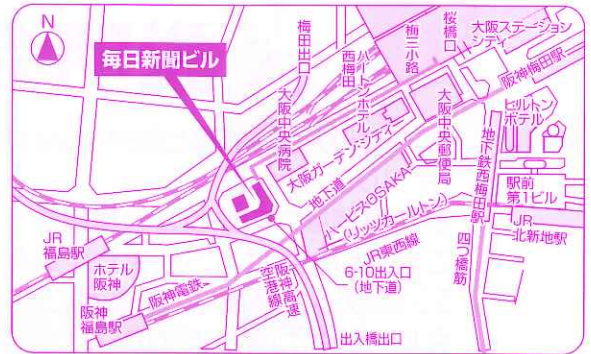 N
毎日新聞ビル
梅田出口
西梅田
ハートンホテル
梅三小路
桜橋口
大阪ステーション
シティ
阪神梅田駅
大阪中央病院
大阪ガーデンシティ
地下道
大阪中央郵便局
ヒルトン
ホテル
地下鉄西梅田駅
駅前
第1ビル
JR
北新地駅
四つ橋筋
ハービスOSAKA
(リッツカールトン)
JR東西線
6-10出入口
(地下道)
阪神高速
空港線
JR
福島駅
ホテル
阪神
阪神電鉄
阪神
福島駅
出入橋出口